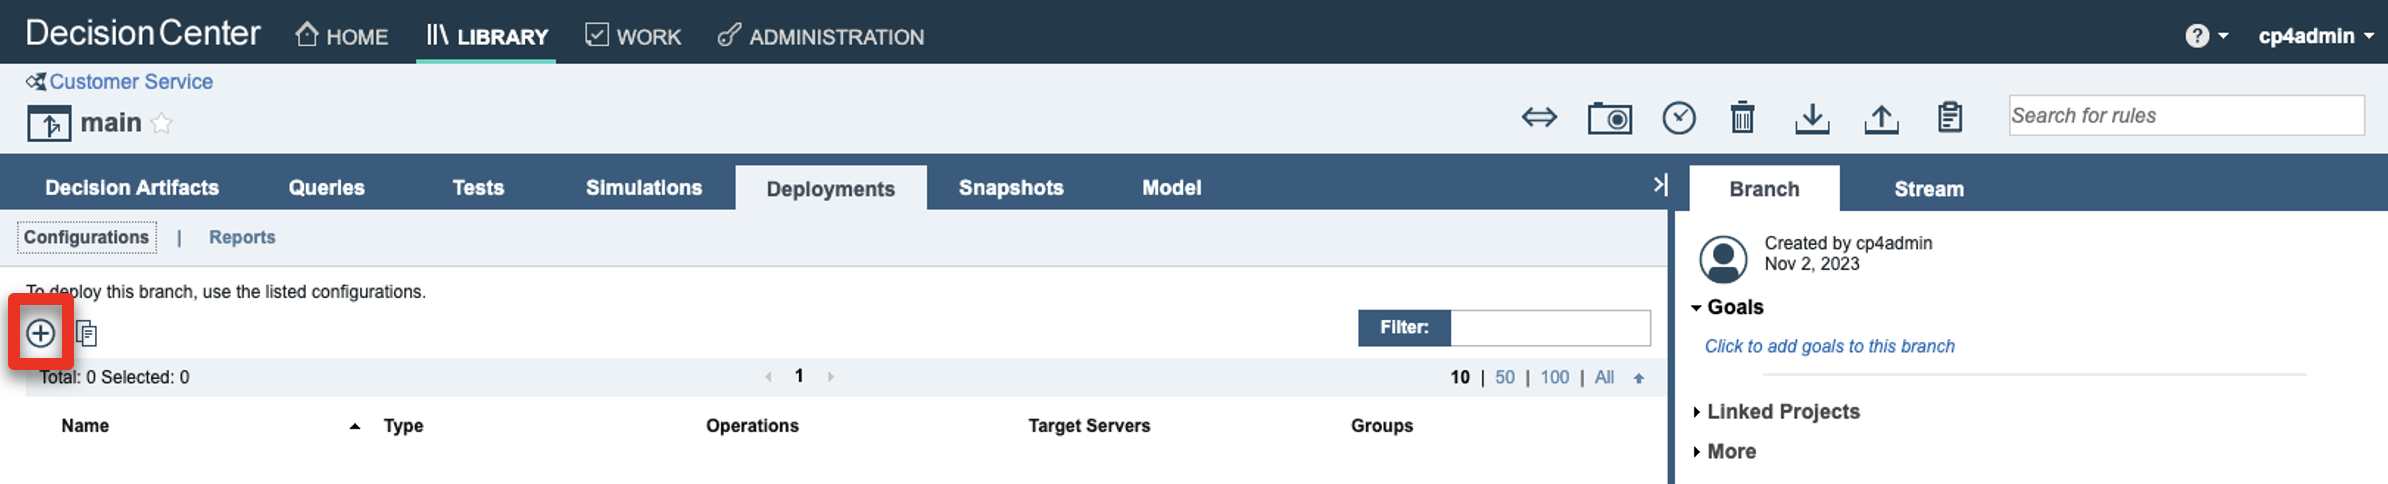 Decision Center HOME LIBRARY WORK ADMINISTRATION ? cp4admin
Customer Service
main Search for rules
Decision Artifacts Queries Tests Simulations Deployments Snapshots Model Branch Stream
Configurations | Reports
Created by cp4admin
Nov 2, 2023
To deploy this branch, use the listed configurations.
Goals
Filter:
Click to add goals to this branch
Total: 0 Selected: 0 1 10 | 50 | 100 | All
Linked Projects
Name Type Operations Target Servers Groups
More